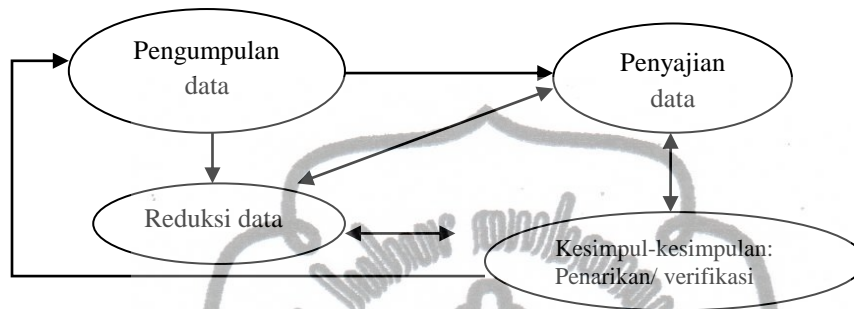 Pengumpulan
data
Penyajian
data
Reduksi data
Kesimpul-kesimpulan:
Penarikan/ verifikasi